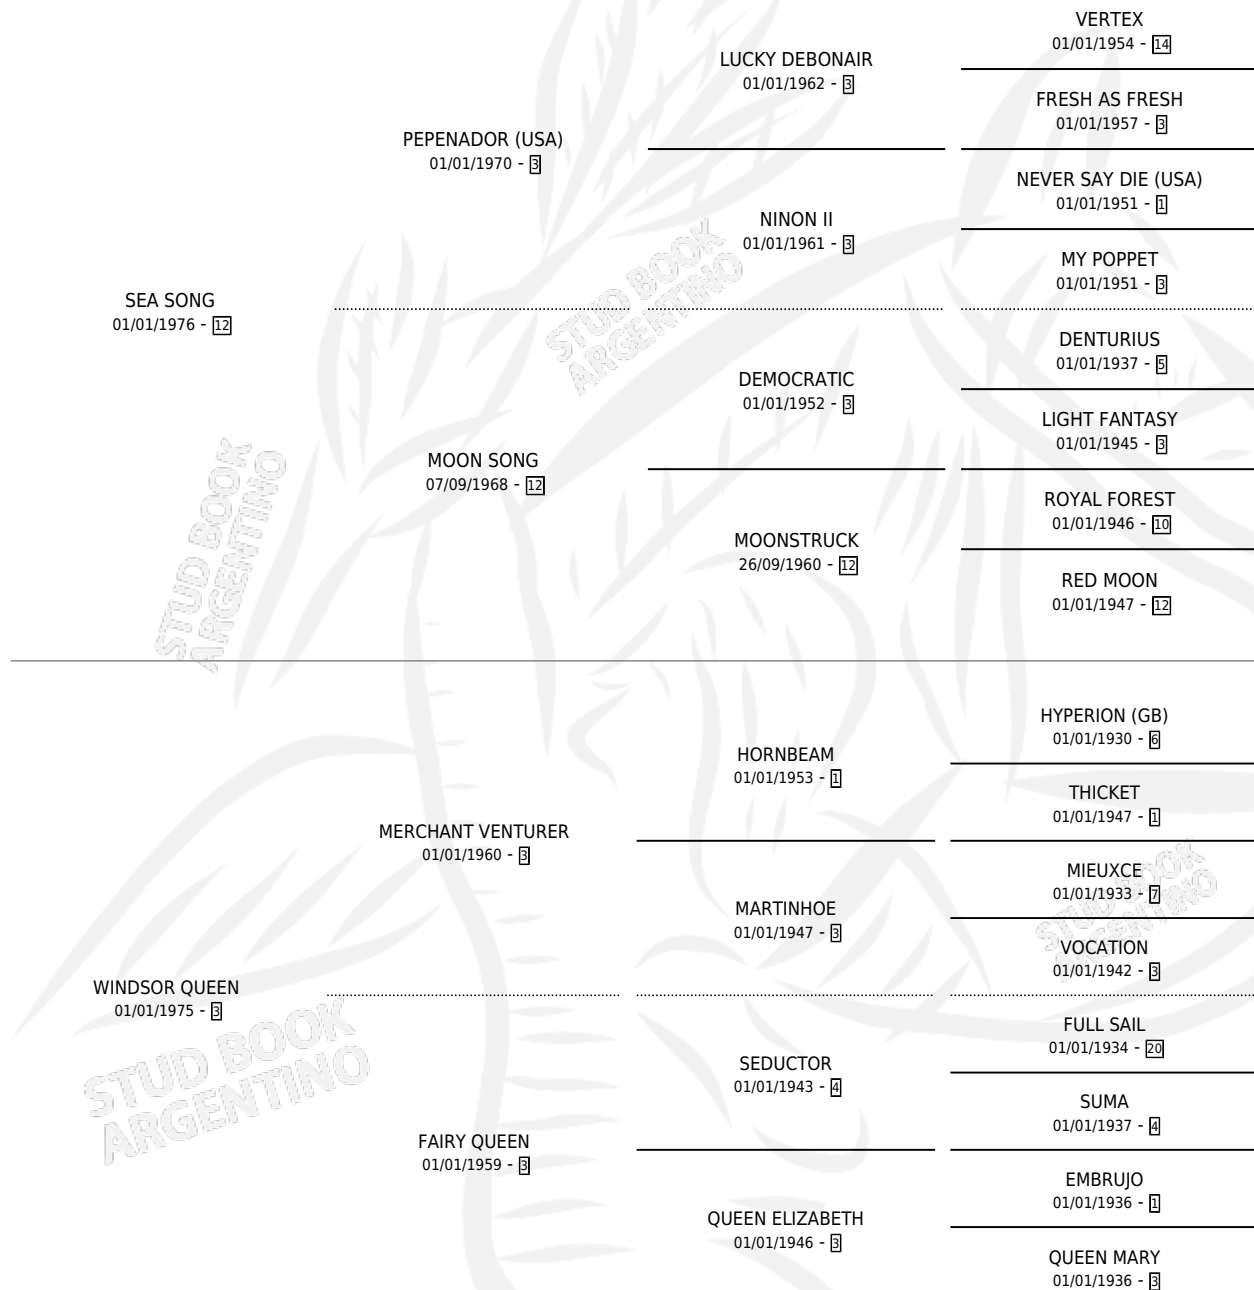 VERTEX
01/01/1954 - 14
LUCKY DEBONAIR
01/01/1962 - 3
FRESH AS FRESH
01/01/1957 - 3
PEPENADOR (USA)
01/01/1970 - 3
NEVER SAY DIE (USA)
01/01/1951 - 1
NINON II
01/01/1961 - 3
MY POPPET
01/01/1951 - 3
SEA SONG
01/01/1976 - 12
STUD BOOK
ARGENTINO
DENTURIUS
01/01/1937 - 5
DEMOCRATIC
01/01/1952 - 3
LIGHT FANTASY
01/01/1945 - 3
MOON SONG
07/09/1968 - 12
ROYAL FOREST
01/01/1946 - 10
MOONSTRUCK
26/09/1960 - 12
RED MOON
01/01/1947 - 12
STUD BOOK
ARGENTINO
HYPERION (GB)
01/01/1930 - 6
HORNBEAM
01/01/1953 - 1
THICKET
01/01/1947 - 1
MERCHANT VENTURER
01/01/1960 - 3
MIEUXCE
01/01/1933 - 7
MARTINHOE
01/01/1947 - 3
VOCATION
01/01/1942 - 3
STUD BOOK
ARGENTINO
WINDSOR QUEEN
01/01/1975 - 3
FULL SAIL
01/01/1934 - 20
SEDUCTOR
01/01/1943 - 4
SUMA
01/01/1937 - 4
STUD BOOK
ARGENTINO
FAIRY QUEEN
01/01/1959 - 3
EMBRUJO
01/01/1936 - 1
QUEEN ELIZABETH
01/01/1946 - 3
QUEEN MARY
01/01/1936 - 3